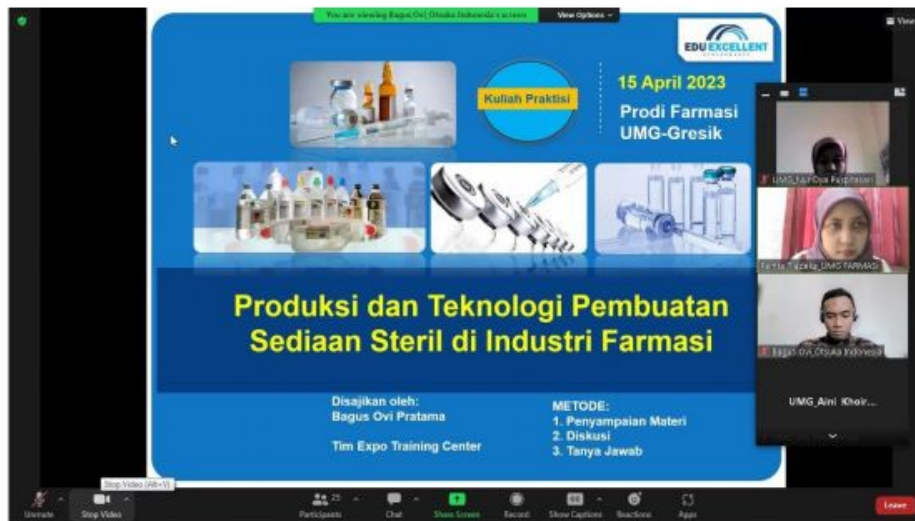 You are viewing Bagus Ovi_Otsuka Indonesia's screen
View Options
View
EDU EXCELLENT
Kuliah Praktisi
15 April 2023
Prodi Farmasi
UMG-Gresik
Produksi dan Teknologi Pembuatan
Sediaan Steril di Industri Farmasi
Disajikan oleh:
Bagus Ovi Pratama
Tim Expo Training Center
METODE:
1. Penyampaian Materi
2. Diskusi
3. Tanya Jawab
Bagus Ovi_Otsuka Indonesia
UMG_Aini Khoir...
Stop Video (Alt+V)
Unmute
Stop Video
25
Participants
Chat
Share Screen
Record
Show Captions
Reactions
Apps
Leave